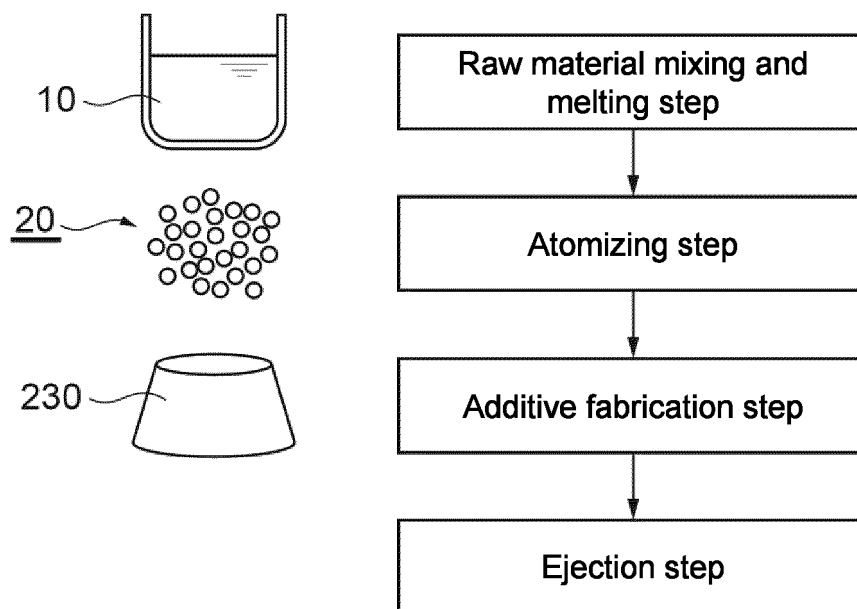 10
Raw material mixing and
melting step
20
Atomizing step
230
Additive fabrication step
Ejection step